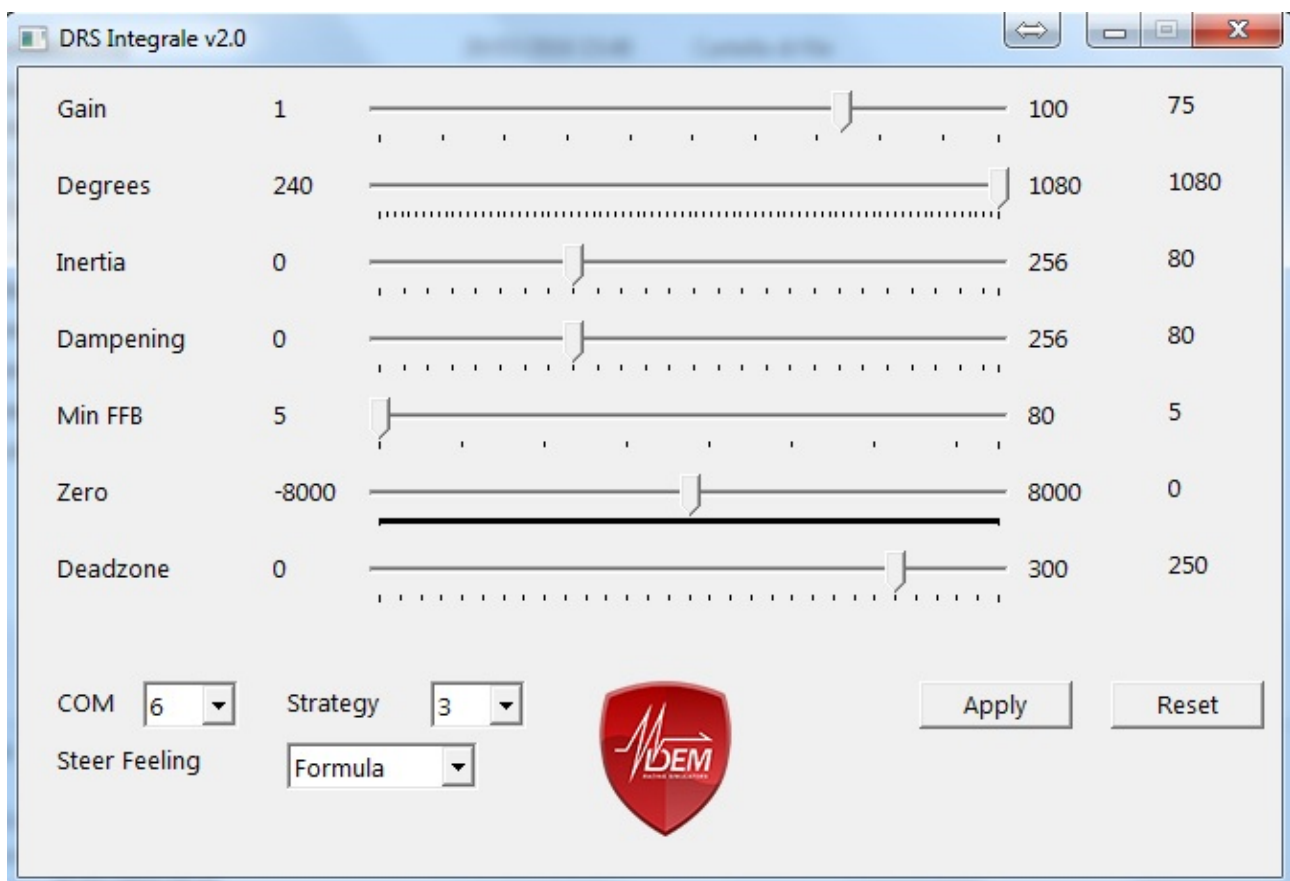 DRS Integrale v2.0
Gain 1 100 75
Degrees 240 1080 1080
Inertia 0 256 80
Dampening 0 256 80
Min FFB 5 80 5
Zero -8000 8000 0
Deadzone 0 300 250
COM 6 Strategy 3 Apply Reset
Steer Feeling Formula
DEM
RACING SIMULATORS